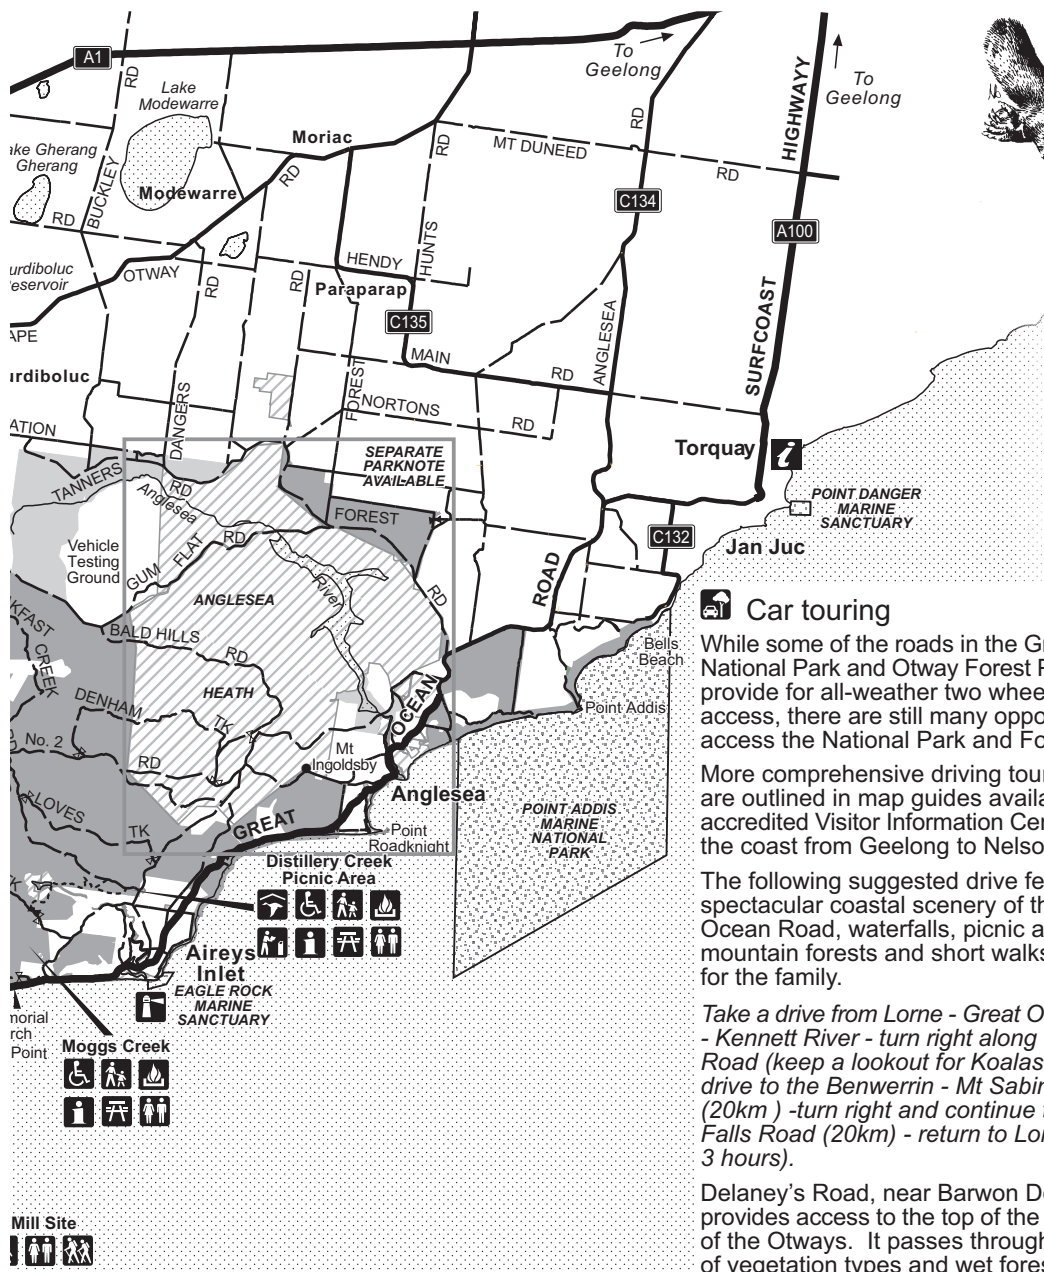 A1
RD
To
Geelong
HIGHWAYY
To
Geelong
Lake
Modewarre
Moriac
RD
RD
MT DUNEED
RD
ake Gherang
Gherang
BUCKLEY
Modewarre
RD
C134
A100
RD
HUNTS
HENDY
urdiboluc
eservoir
OTWAY
RD
RD
Paraparap
C135
ANGLESEA
SURFCOAST
APE
MAIN
RD
urdiboluc
FOREST
NORTONS
RD
DANGERS
ATION
Torquay
i
SEPARATE
PARKNOTE
AVAILABLE
TANNERS
RD
Anglesea
POINT DANGER
MARINE
SANCTUARY
FOREST
C132
Jan Juc
Vehicle
Testing
Ground
GUM
FLAT
RD
River
RD
ROAD
ANGLESEA
KFAST
CREEK
BALD HILLS
RD
Bells
Beach
HEATH
DENHAM
TK
OCEAN
Point Addis
No. 2
RD
Mt
Ingoldsby
Anglesea
LOVES
TK
GREAT
Point
Roadknight
POINT ADDIS
MARINE
NATIONAL
PARK
Distillery Creek
Picnic Area
K
Aireys
Inlet
EAGLE ROCK
MARINE
SANCTUARY
morial
rch
Point
Moggs Creek
Mill Site
Car touring
While some of the roads in the Gr
National Park and Otway Forest P
provide for all-weather two whee
access, there are still many oppo
access the National Park and Fo
More comprehensive driving tour
are outlined in map guides availa
accredited Visitor Information Cen
the coast from Geelong to Nelso
The following suggested drive fe
spectacular coastal scenery of th
Ocean Road, waterfalls, picnic a
mountain forests and short walks
for the family.
Take a drive from Lorne - Great O
- Kennett River - turn right along
Road (keep a lookout for Koalas
drive to the Benwerrin - Mt Sabin
(20km ) -turn right and continue t
Falls Road (20km) - return to Lor
3 hours).
Delaney's Road, near Barwon Do
provides access to the top of the
of the Otways.  It passes through
of vegetation types and wet fores